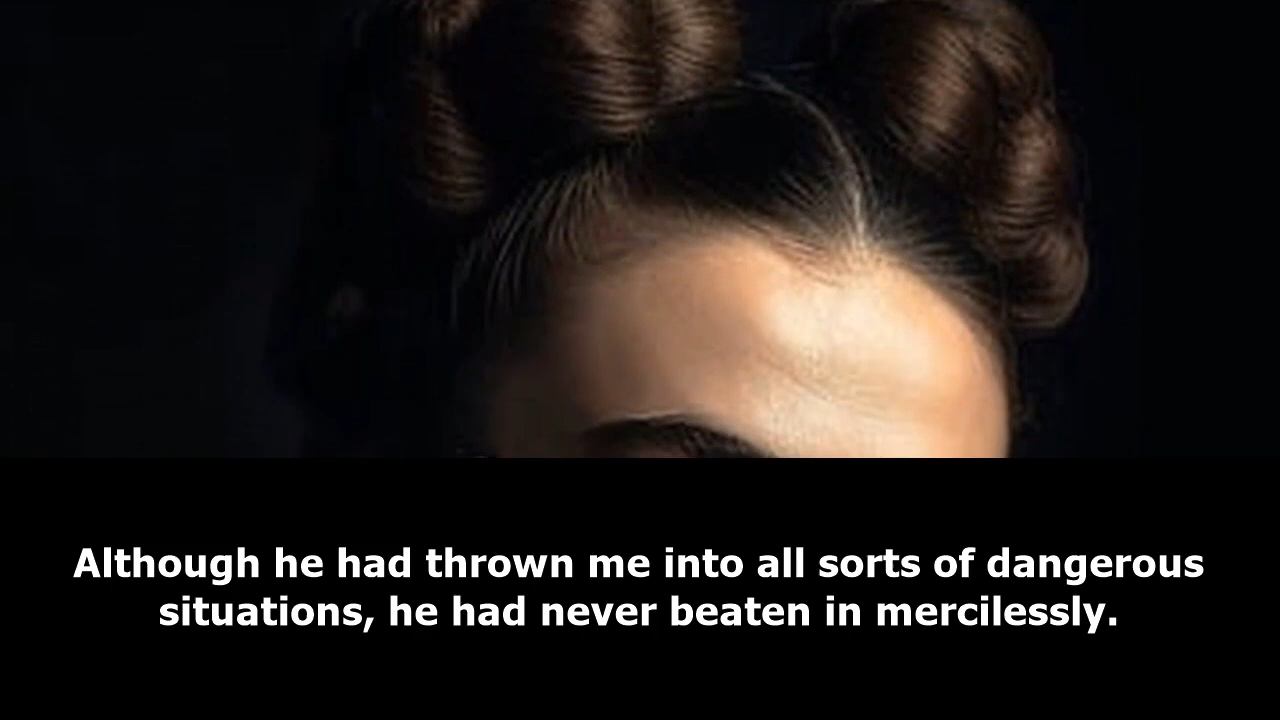 Although he had thrown me into all sorts of dangerous
situations, he had never beaten in mercilessly.